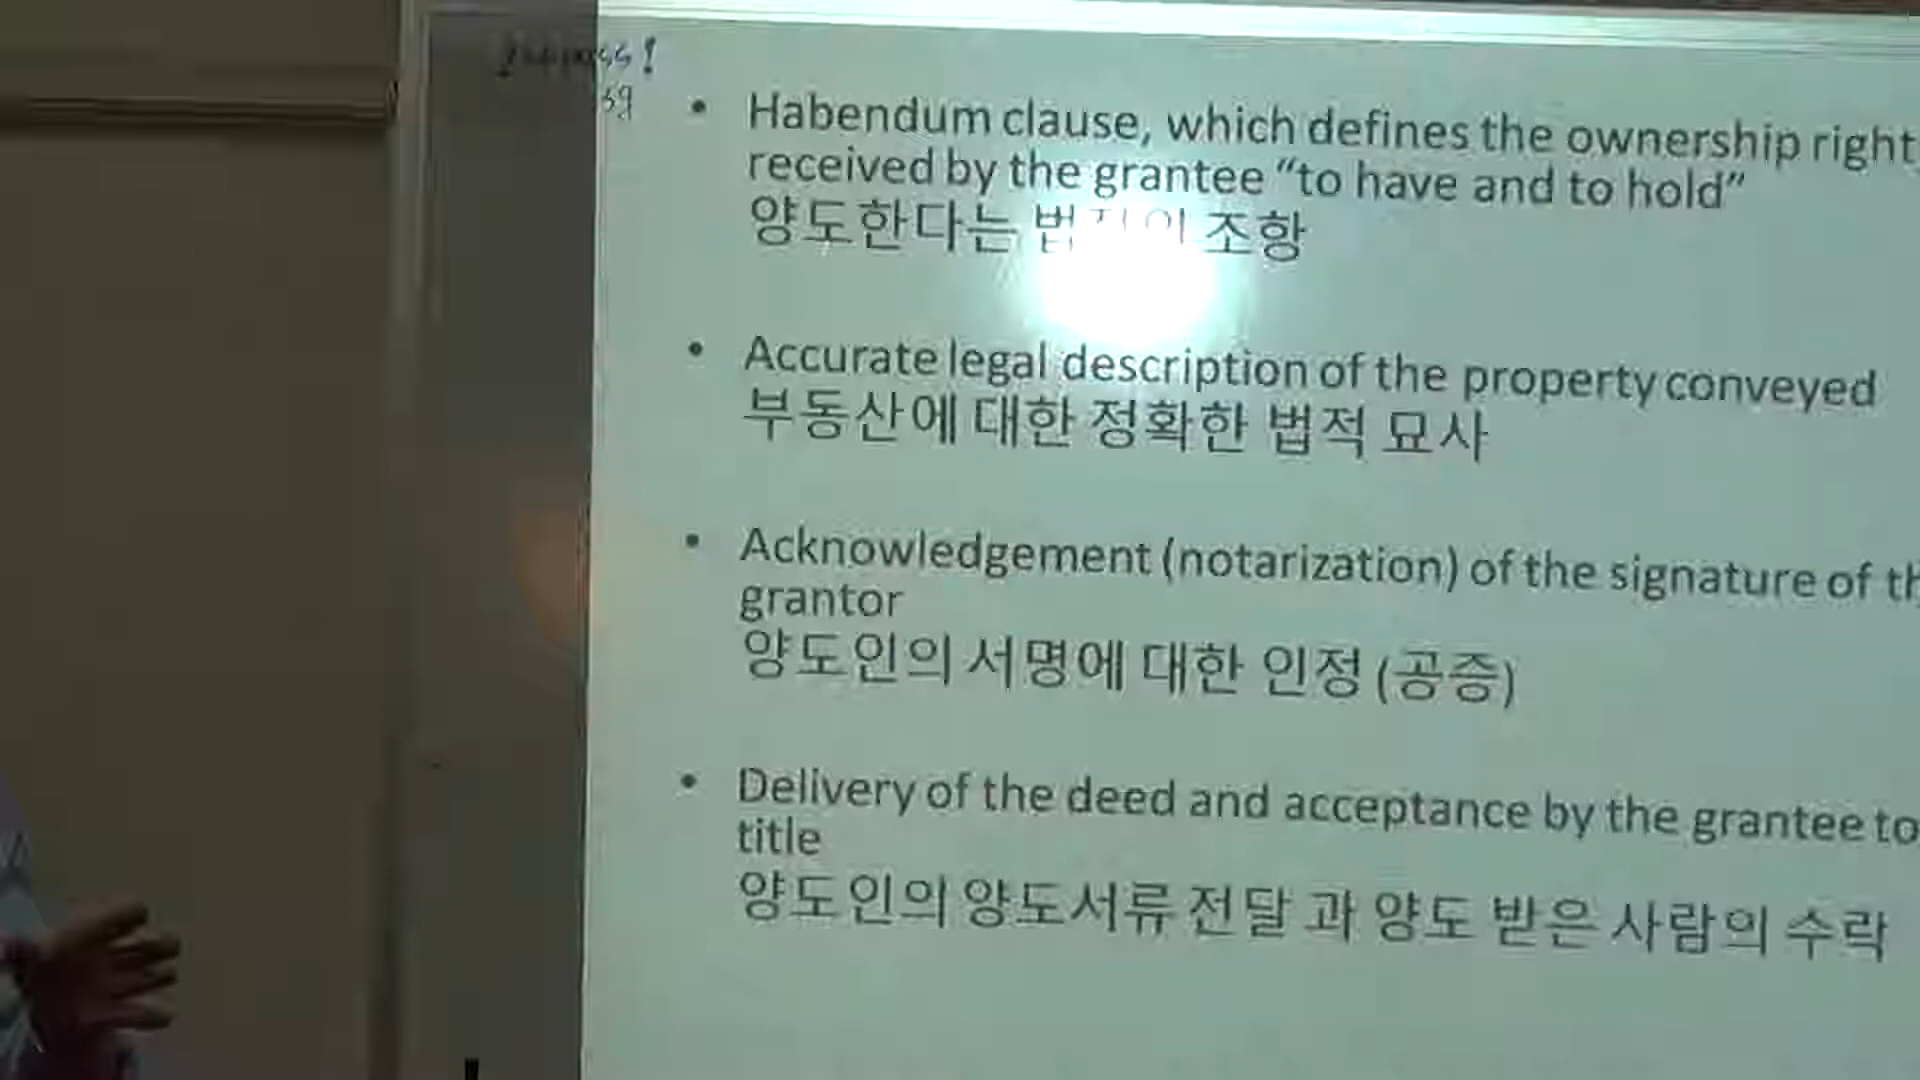 Habendum clause, which defines the ownership right
received by the grantee “to have and to hold”
양도한다는 조항
Accurate legal description of the property conveyed
부동산에 대한 정확한 법적 묘사
Acknowledgement (notarization) of the signature of
grantor
양도인의 서명에 대한 인정 (공증)
Delivery of the deed and acceptance by the grantee to
title
양도인의 양도서류 전달 과 양도 받은 사람의 수락